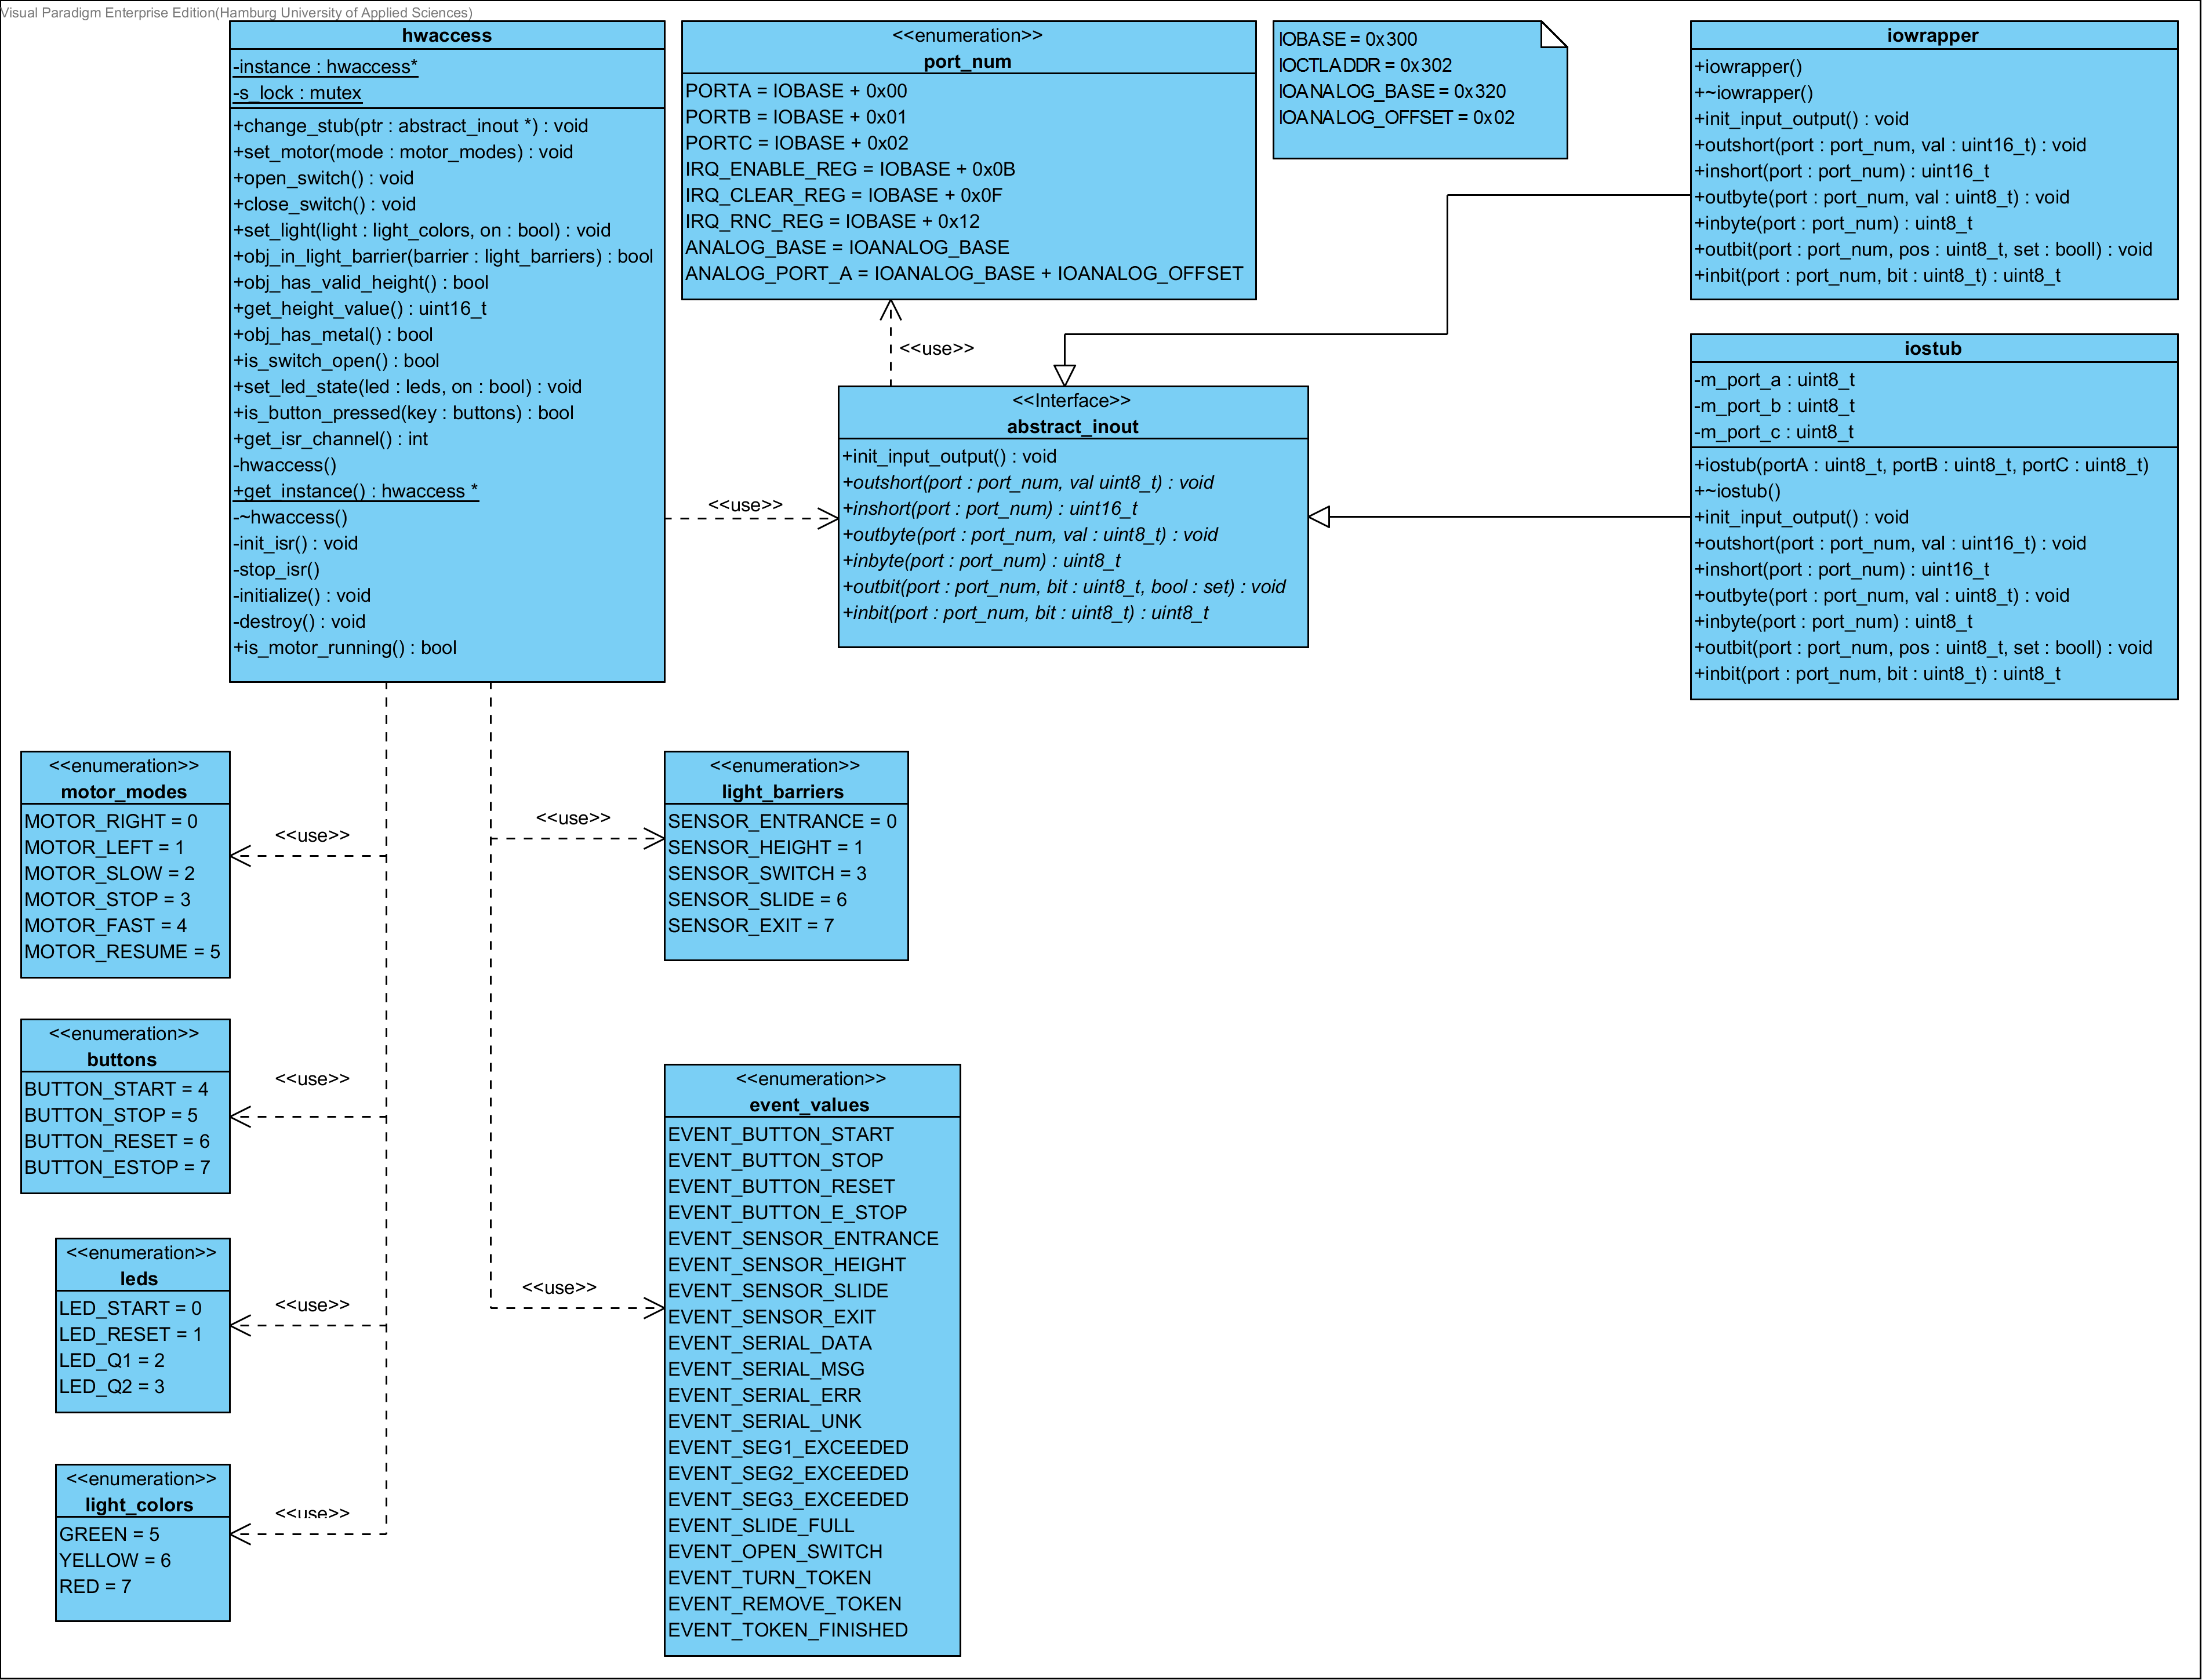 Visual Paradigm Enterprise Edition(Hamburg University of Applied Sciences)
hwaccess
-instance : hwaccess*
-s_lock : mutex
+change_stub(ptr : abstract_inout *) : void
+set_motor(mode : motor_modes) : void
+open_switch() : void
+close_switch() : void
+set_light(light : light_colors, on : bool) : void
+obj_in_light_barrier(barrier : light_barriers) : bool
+obj_has_valid_height() : bool
+get_height_value() : uint16_t
+obj_has_metal() : bool
+is_switch_open() : bool
+set_led_state(led : leds, on : bool) : void
+is_button_pressed(key : buttons) : bool
+get_isr_channel() : int
-hwaccess()
+get_instance() : hwaccess *
-~hwaccess()
-init_isr() : void
-stop_isr()
-initialize() : void
-destroy() : void
+is_motor_running() : bool
<<enumeration>>
port_num
PORTA = IOBASE + 0x00
PORTB = IOBASE + 0x01
PORTC = IOBASE + 0x02
IRQ_ENABLE_REG = IOBASE + 0x0B
IRQ_CLEAR_REG = IOBASE + 0x0F
IRQ_RNC_REG = IOBASE + 0x12
ANALOG_BASE = IOANALOG_BASE
ANALOG_PORT_A = IOANALOG_BASE + IOANALOG_OFFSET
IOBASE = 0x300
IOCTLADDR = 0x302
IOANALOG_BASE = 0x320
IOANALOG_OFFSET = 0x02
iowrapper
+iowrapper()
+~iowrapper()
+init_input_output() : void
+outshort(port : port_num, val : uint16_t) : void
+inshort(port : port_num) : uint16_t
+outbyte(port : port_num, val : uint8_t) : void
+inbyte(port : port_num) : uint8_t
+outbit(port : port_num, pos : uint8_t, set : booll) : void
+inbit(port : port_num, bit : uint8_t) : uint8_t
<<use>>
<<Interface>>
abstract_inout
+init_input_output() : void
+outshort(port : port_num, val uint8_t) : void
+inshort(port : port_num) : uint16_t
+outbyte(port : port_num, val : uint8_t) : void
+inbyte(port : port_num) : uint8_t
+outbit(port : port_num, bit : uint8_t, bool : set) : void
+inbit(port : port_num, bit : uint8_t) : uint8_t
<<use>>
iostub
-m_port_a : uint8_t
-m_port_b : uint8_t
-m_port_c : uint8_t
+iostub(portA : uint8_t, portB : uint8_t, portC : uint8_t)
+~iostub()
+init_input_output() : void
+outshort(port : port_num, val : uint16_t) : void
+inshort(port : port_num) : uint16_t
+outbyte(port : port_num, val : uint8_t) : void
+inbyte(port : port_num) : uint8_t
+outbit(port : port_num, pos : uint8_t, set : booll) : void
+inbit(port : port_num, bit : uint8_t) : uint8_t
<<enumeration>>
motor_modes
MOTOR_RIGHT = 0
MOTOR_LEFT = 1
MOTOR_SLOW = 2
MOTOR_STOP = 3
MOTOR_FAST = 4
MOTOR_RESUME = 5
<<use>>
<<use>>
<<enumeration>>
light_barriers
SENSOR_ENTRANCE = 0
SENSOR_HEIGHT = 1
SENSOR_SWITCH = 3
SENSOR_SLIDE = 6
SENSOR_EXIT = 7
<<enumeration>>
buttons
BUTTON_START = 4
BUTTON_STOP = 5
BUTTON_RESET = 6
BUTTON_ESTOP = 7
<<use>>
<<enumeration>>
leds
LED_START = 0
LED_RESET = 1
LED_Q1 = 2
LED_Q2 = 3
<<use>>
<<enumeration>>
light_colors
GREEN = 5
YELLOW = 6
RED = 7
<<use>>
<<use>>
<<enumeration>>
event_values
EVENT_BUTTON_START
EVENT_BUTTON_STOP
EVENT_BUTTON_RESET
EVENT_BUTTON_E_STOP
EVENT_SENSOR_ENTRANCE
EVENT_SENSOR_HEIGHT
EVENT_SENSOR_SLIDE
EVENT_SENSOR_EXIT
EVENT_SERIAL_DATA
EVENT_SERIAL_MSG
EVENT_SERIAL_ERR
EVENT_SERIAL_UNK
EVENT_SEG1_EXCEEDED
EVENT_SEG2_EXCEEDED
EVENT_SEG3_EXCEEDED
EVENT_SLIDE_FULL
EVENT_OPEN_SWITCH
EVENT_TURN_TOKEN
EVENT_REMOVE_TOKEN
EVENT_TOKEN_FINISHED